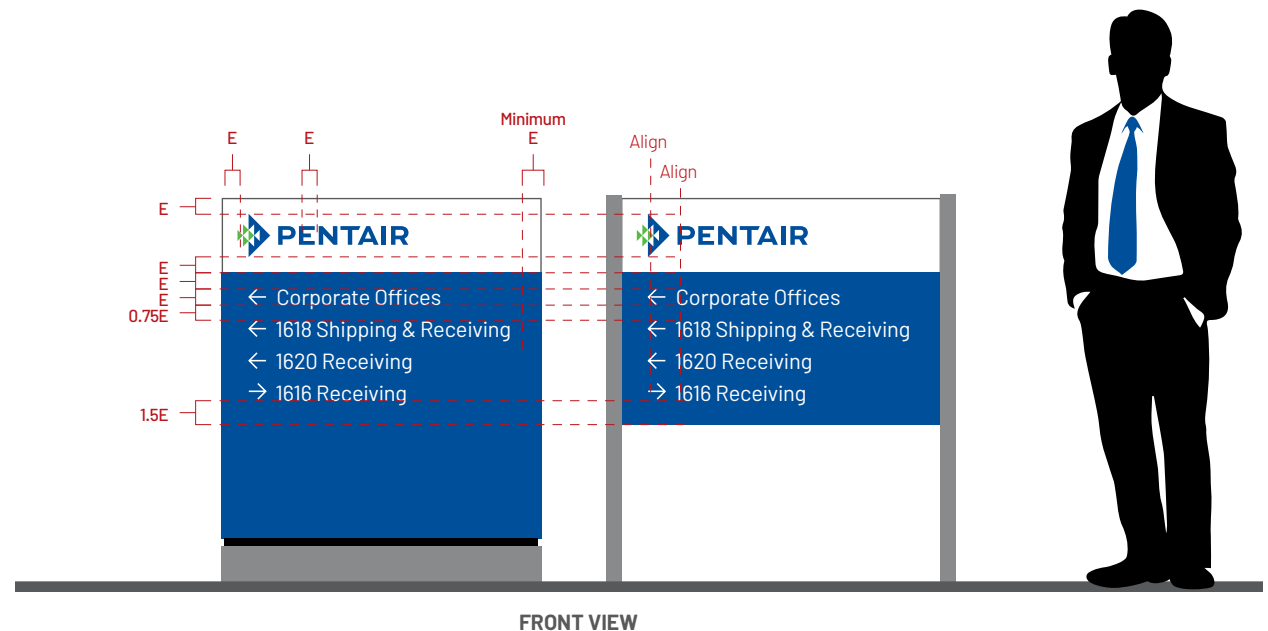 Minimum
E
E
E
Align
Align
E
PENTAIR
PENTAIR
E
E
E
0.75E
← Corporate Offices
← 1618 Shipping & Receiving
← 1620 Receiving
→ 1616 Receiving
← Corporate Offices
← 1618 Shipping & Receiving
← 1620 Receiving
→ 1616 Receiving
1.5E
FRONT VIEW